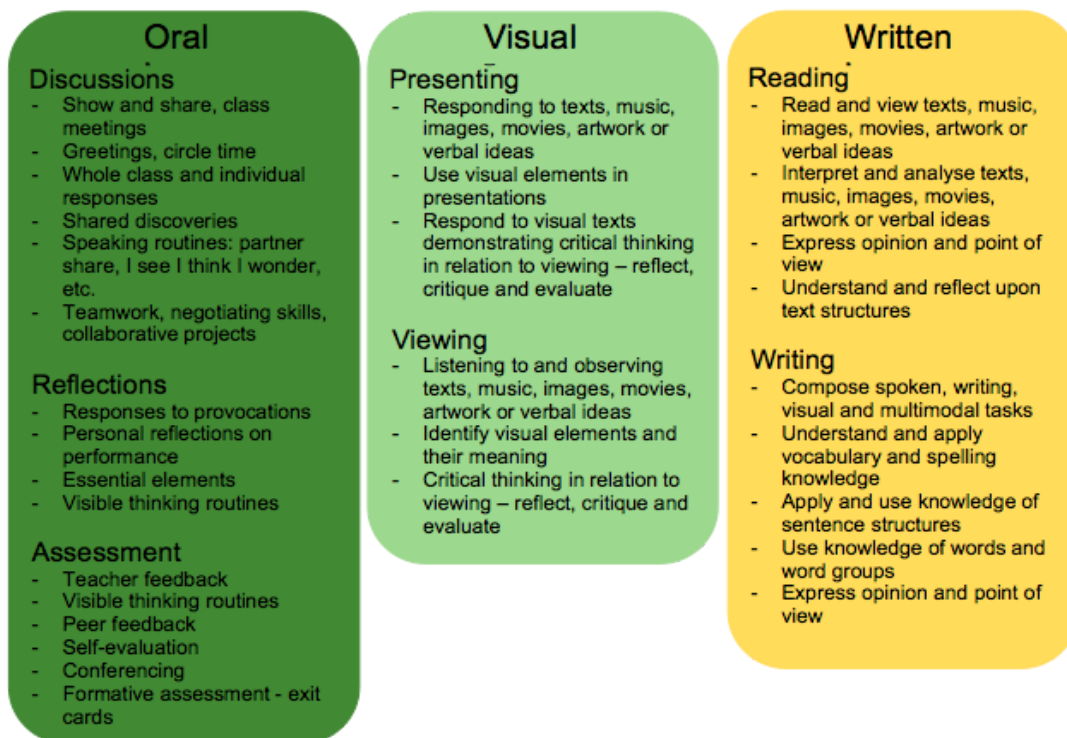 Oral
Discussions
- Show and share, class
meetings
- Greetings, circle time
- Whole class and individual
responses
- Shared discoveries
- Speaking routines: partner
share, I see I think I wonder,
etc.
- Teamwork, negotiating skills,
collaborative projects
Reflections
- Responses to provocations
- Personal reflections on
performance
- Essential elements
- Visible thinking routines
Assessment
- Teacher feedback
- Visible thinking routines
- Peer feedback
- Self-evaluation
- Conferencing
- Formative assessment - exit
cards
Visual
Presenting
- Responding to texts, music,
images, movies, artwork or
verbal ideas
- Use visual elements in
presentations
- Respond to visual texts
demonstrating critical thinking
in relation to viewing – reflect,
critique and evaluate
Viewing
- Listening to and observing
texts, music, images, movies,
artwork or verbal ideas
- Identify visual elements and
their meaning
- Critical thinking in relation to
viewing – reflect, critique and
evaluate
Written
Reading
- Read and view texts, music,
images, movies, artwork or
verbal ideas
- Interpret and analyse texts,
music, images, movies,
artwork or verbal ideas
- Express opinion and point of
view
- Understand and reflect upon
text structures
Writing
- Compose spoken, writing,
visual and multimodal tasks
- Understand and apply
vocabulary and spelling
knowledge
- Apply and use knowledge of
sentence structures
- Use knowledge of words and
word groups
- Express opinion and point of
view